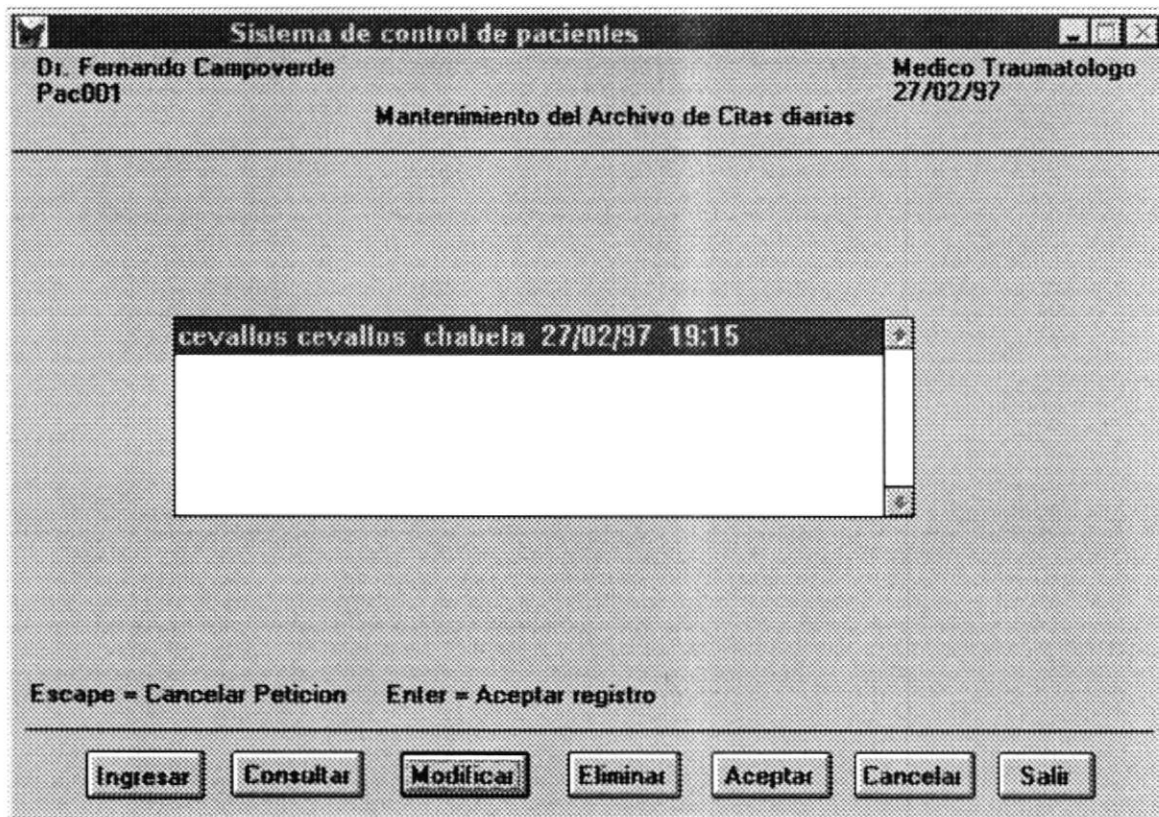 Sistema de control de pacientes
Dr. Fernando Campoverde
Medico Traumatologo
Pac001
27/02/97
Mantenimiento del Archivo de Citas diarias
cevallos cevallos chabela 27/02/97 19:15
Escape = Cancelar Peticion Enter = Aceptar registro
Ingresar Consultar Modificar Eliminar Aceptar Cancelar Salir